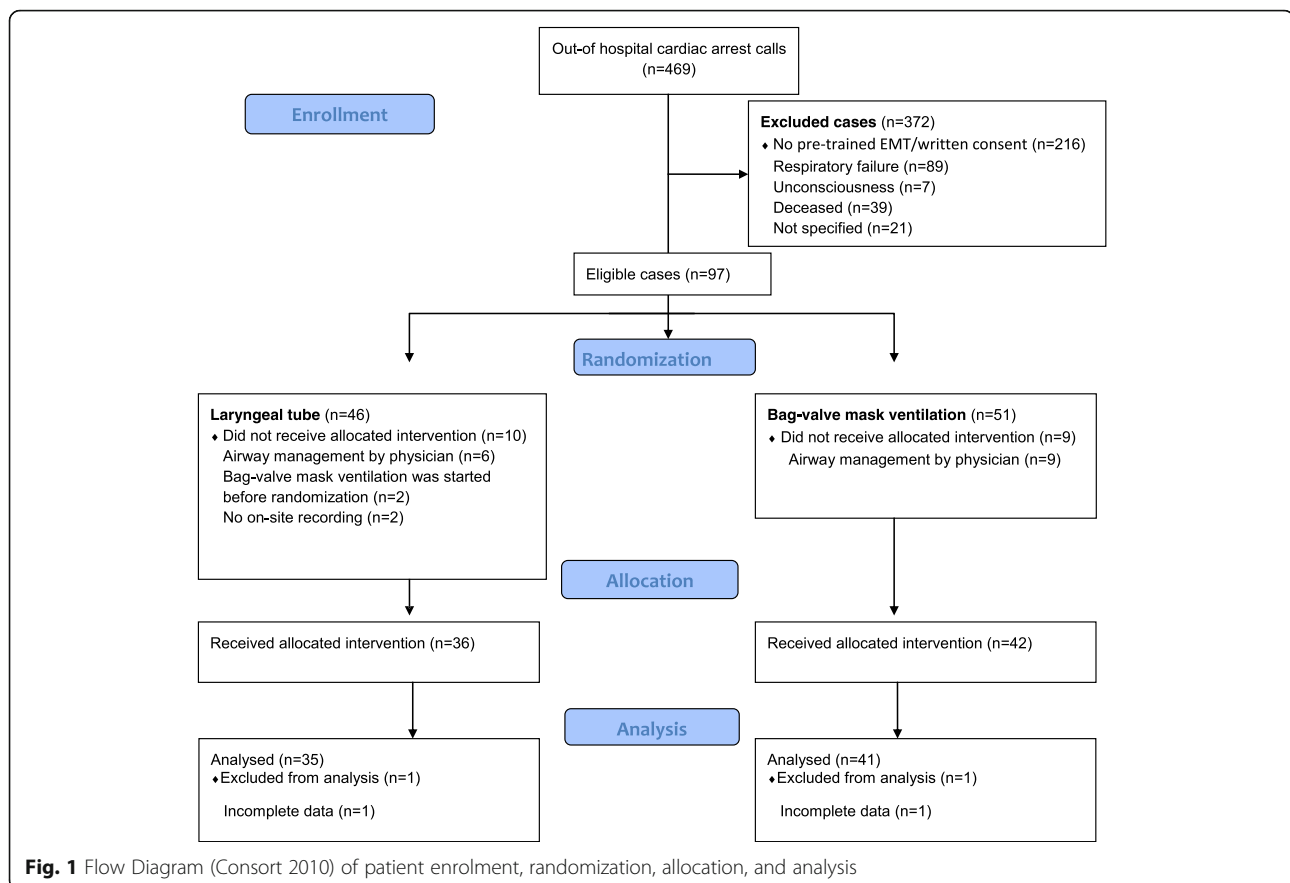 Out-of hospital cardiac arrest calls
(n=469)
Enrollment
Excluded cases (n=372)
♦ No pre-trained EMT/written consent (n=216)
Respiratory failure (n=89)
Unconsciousness (n=7)
Deceased (n=39)
Not specified (n=21)
Eligible cases (n=97)
Randomization
Laryngeal tube (n=46)
♦ Did not receive allocated intervention (n=10)
Airway management by physician (n=6)
Bag-valve mask ventilation was started
before randomization (n=2)
No on-site recording (n=2)
Bag-valve mask ventilation (n=51)
♦ Did not receive allocated intervention (n=9)
Airway management by physician (n=9)
Allocation
Received allocated intervention (n=36)
Received allocated intervention (n=42)
Analysis
Analysed (n=35)
♦Excluded from analysis (n=1)
Incomplete data (n=1)
Analysed (n=41)
♦Excluded from analysis (n=1)
Incomplete data (n=1)
Fig. 1 Flow Diagram (Consort 2010) of patient enrolment, randomization, allocation, and analysis